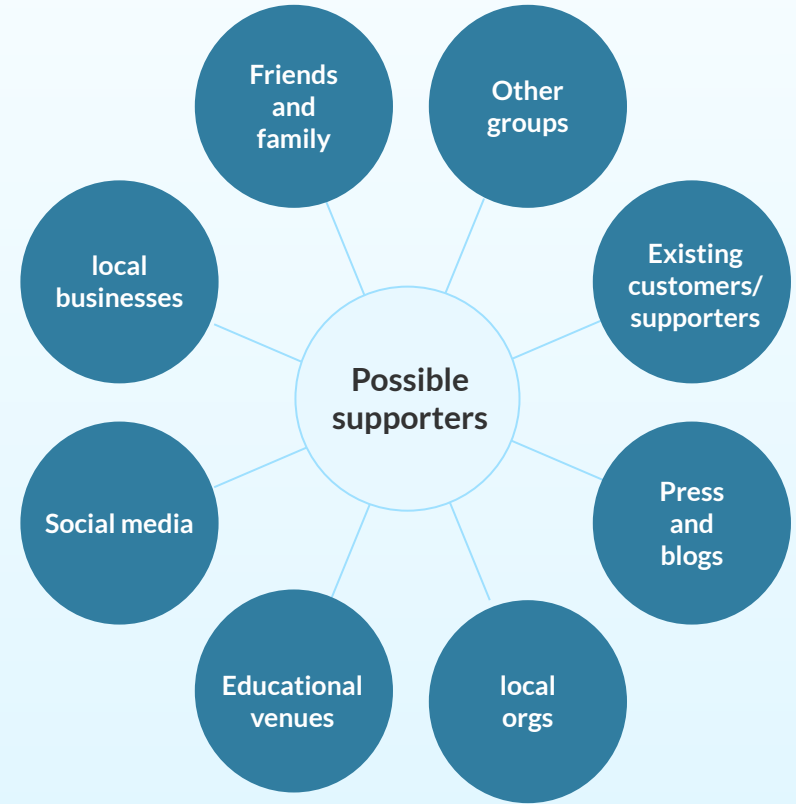 Friends
and
family
Other
groups
local
businesses
Existing
customers/
supporters
Possible
supporters
Social media
Press
and
blogs
Educational
venues
local
orgs